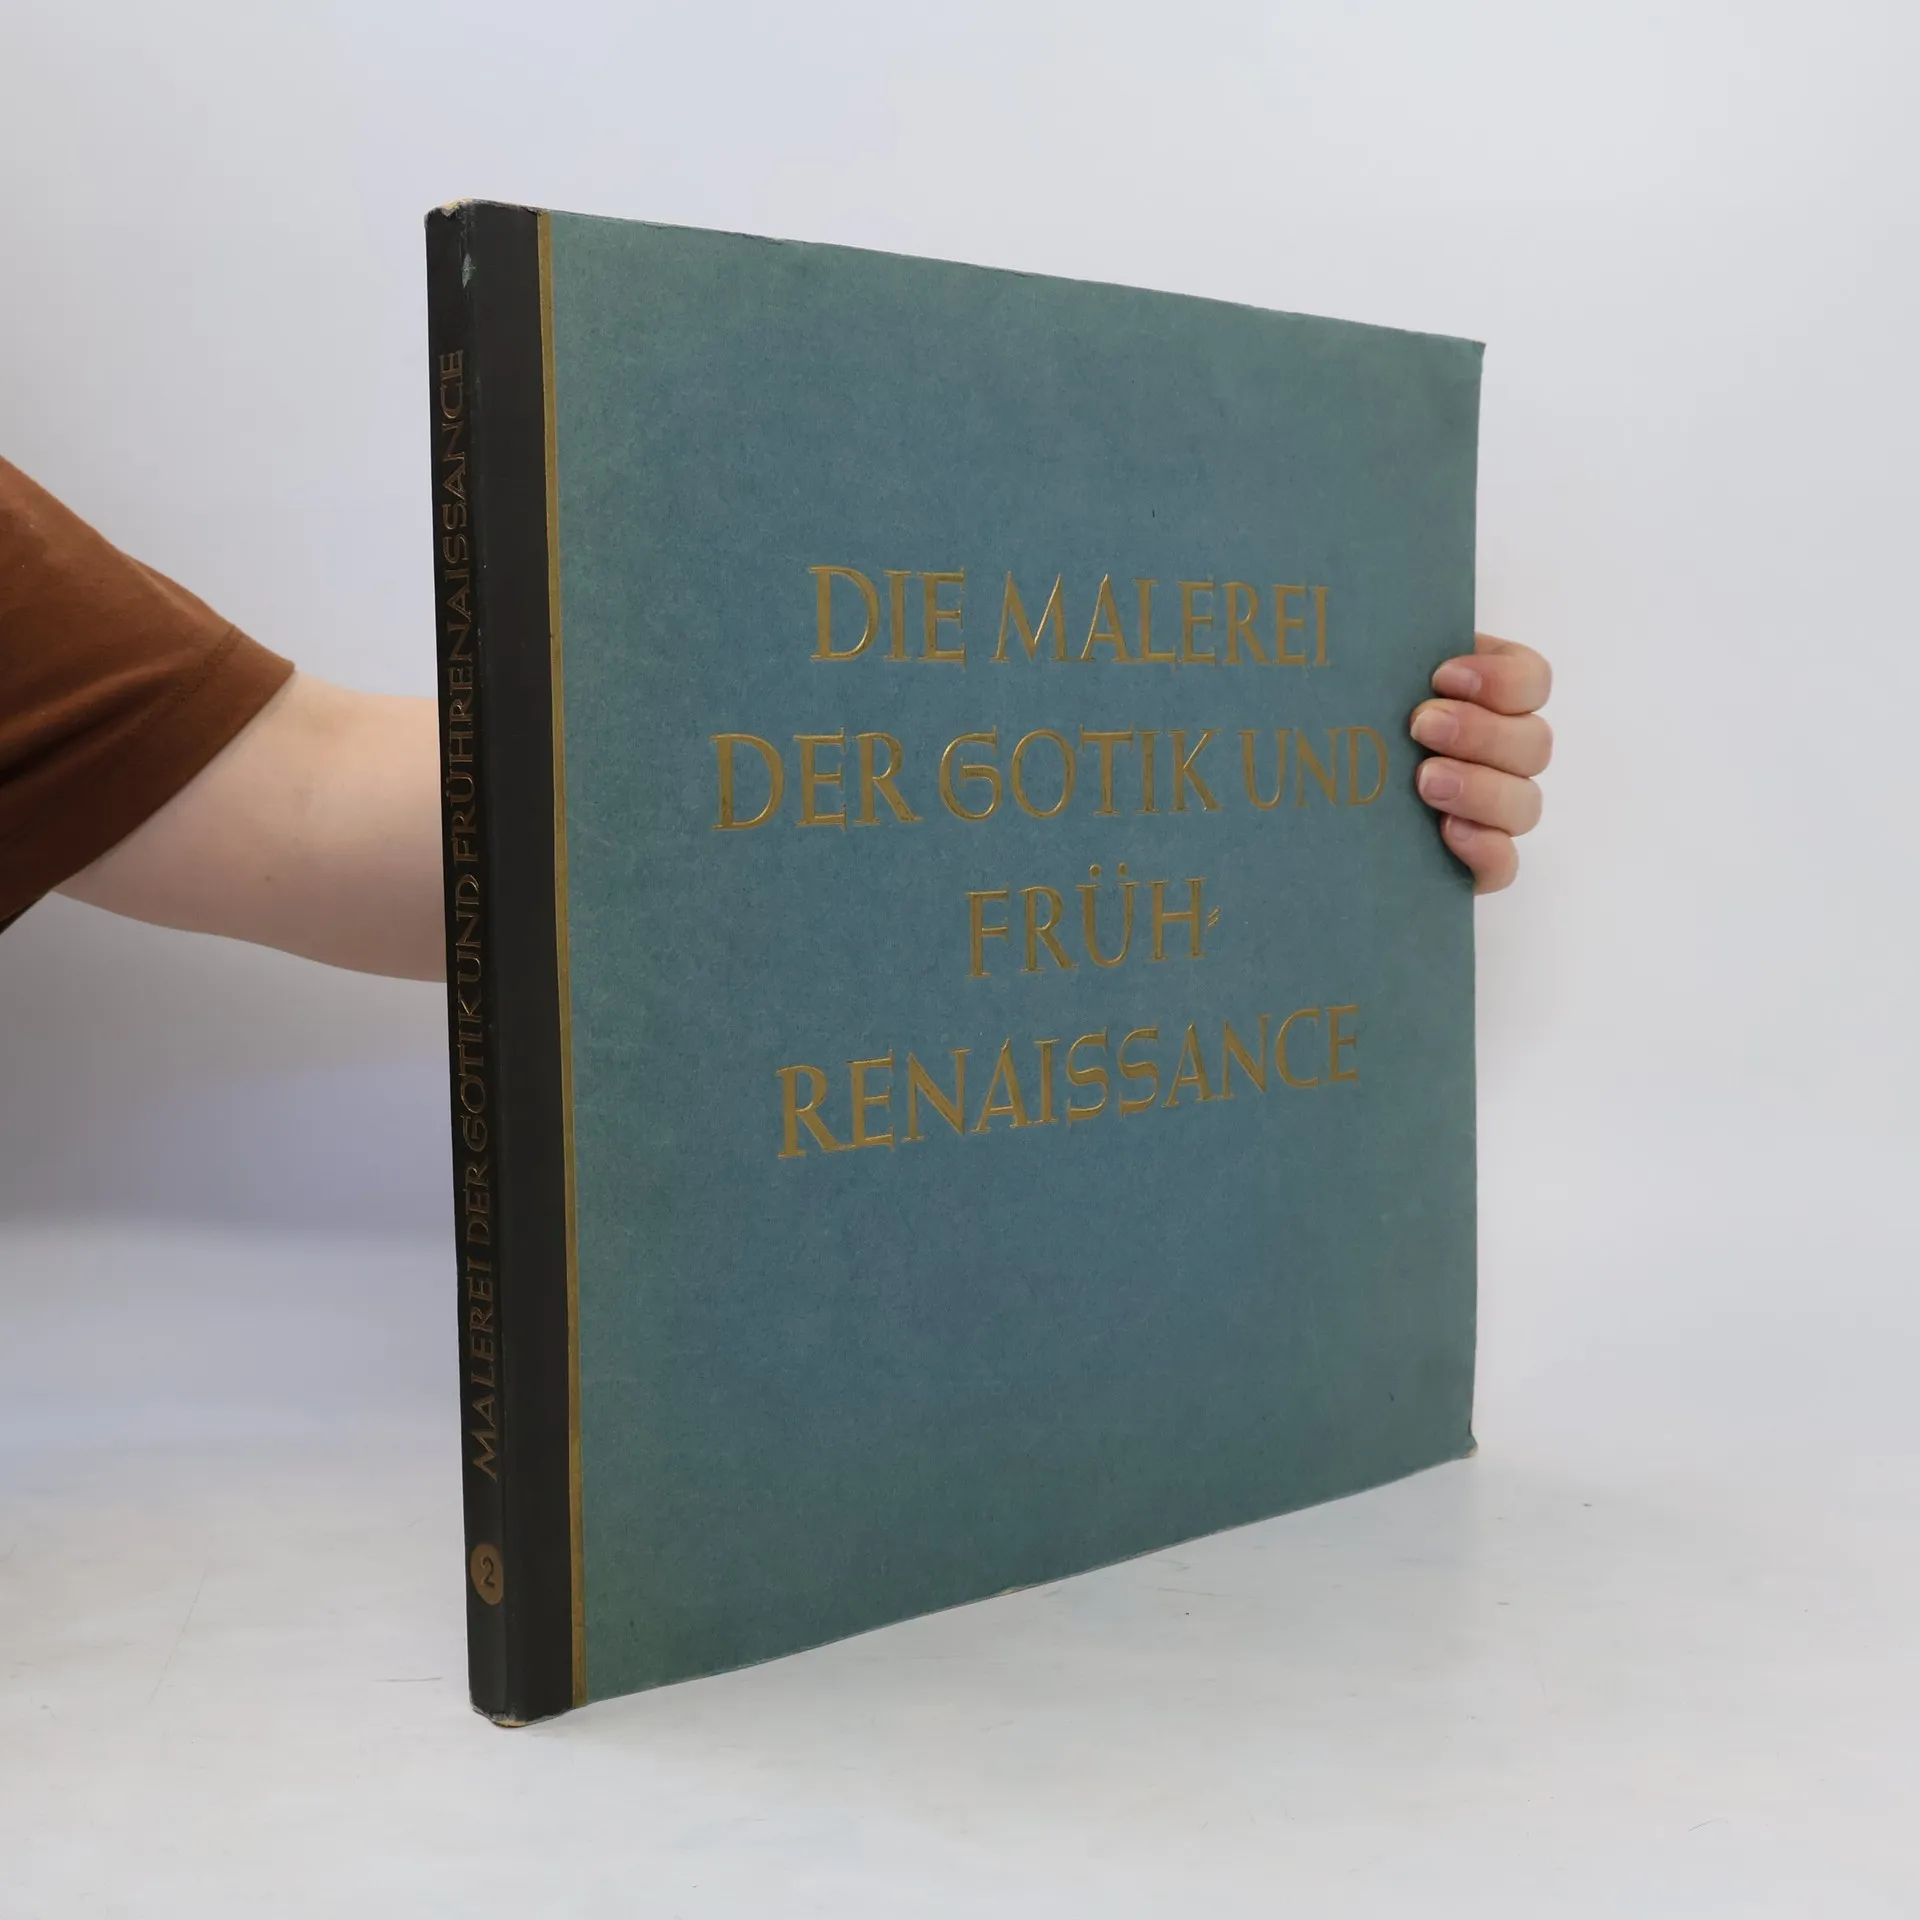 DIE MALEREI
DER GOTIK UND
FRÜH=
RENAISSANCE
MALEREI DER GOTIK UND FRÜHRENAISSANCE
2